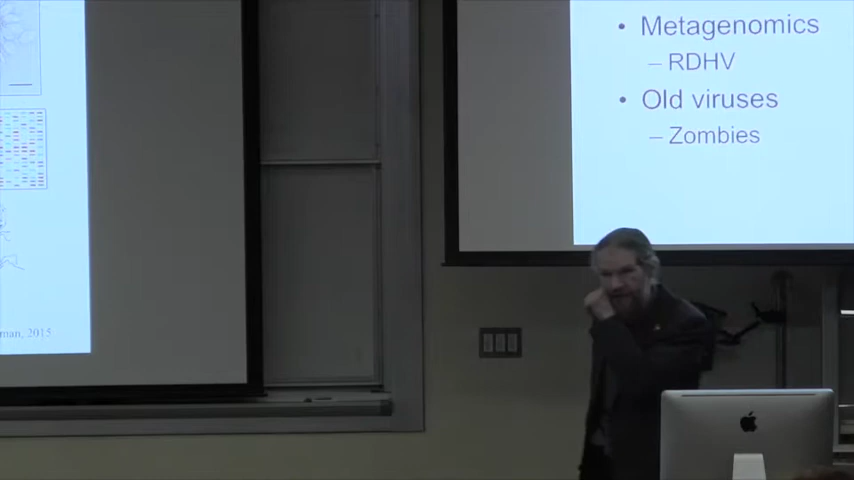 • Metagenomics
– RDHV
• Old viruses
– Zombies
man, 2015